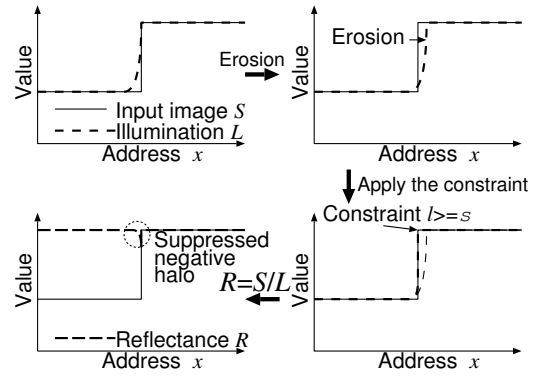 Value
Input image S
Illumination L
Address x
Erosion
Value
Erosion
Address x
Apply the constraint
Value
Suppressed
negative
halo
Reflectance R
Address x
R=S/L
Constraint l>=s
Value
Address x